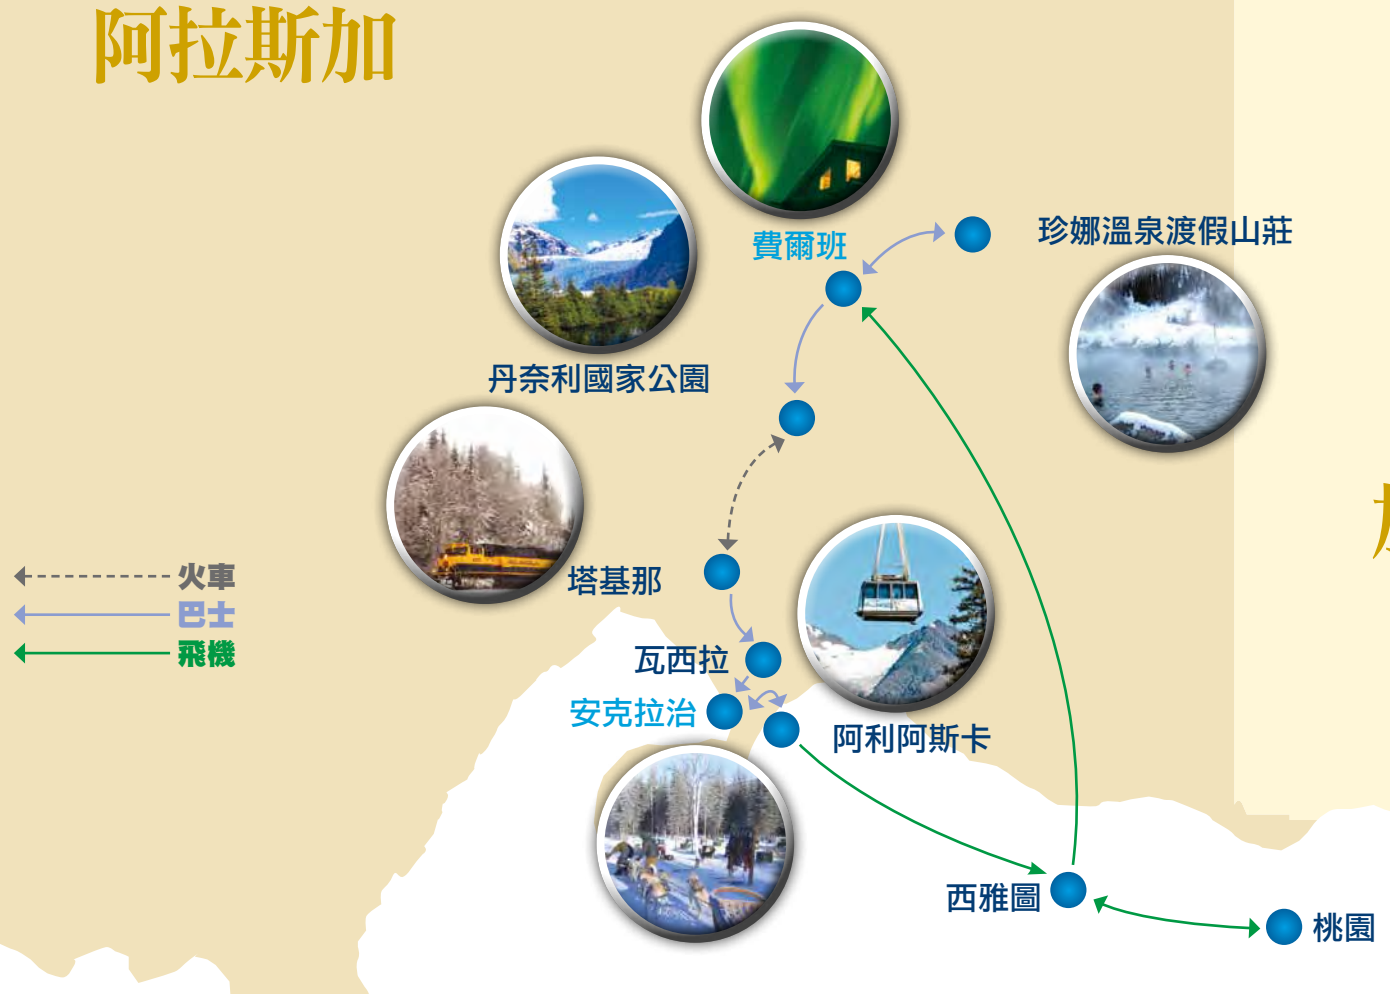 阿拉斯加
費爾班
珍娜溫泉渡假山莊
丹奈利國家公園
塔基那
火車
巴士
飛機
瓦西拉
安克拉治
阿利阿斯卡
西雅圖
桃園